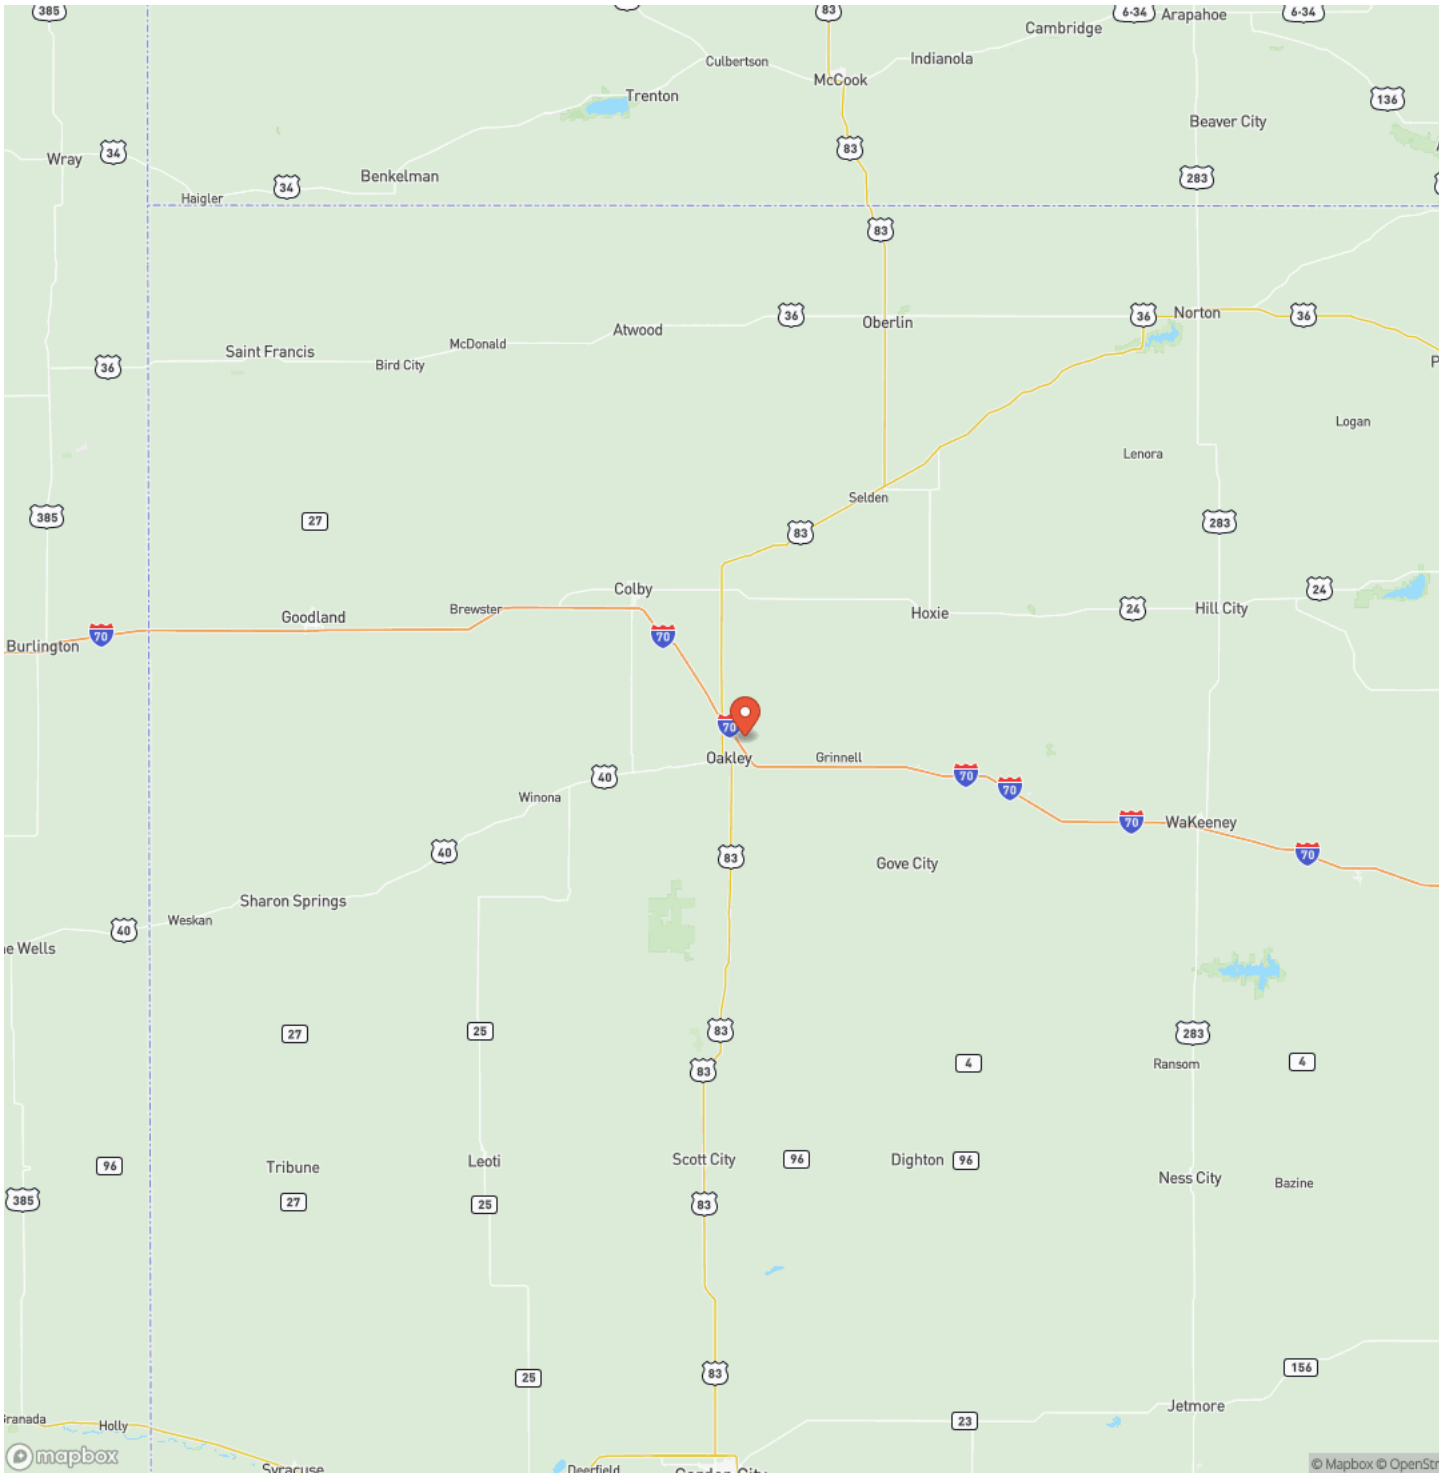 385
83
6-34
Arapahoe
6-34
Cambridge
Culbertson
Indianola
McCook
Trenton
136
Beaver City
83
Wray
34
Benkelman
283
34
Haigler
83
36
Oberlin
36
Norton
36
Atwood
McDonald
Saint Francis
Bird City
36
Logan
Lenora
Selden
385
27
283
83
Colby
24
Brewster
Goodland
Hoxie
24
Hill City
70
Burlington
70
70
Oakley
Grinnell
70
40
70
Winona
70
WaKeeney
40
83
Gove City
70
Sharon Springs
Weskan
40
e Wells
27
25
83
283
83
4
Ransom
4
96
Tribune
Leoti
Scott City
96
Dighton
96
Ness City
Bazine
385
27
25
83
25
83
156
Jetmore
Granada
Holly
23
mapbox
Syracuse
Deerfield
Garden City
© Mapbox © OpenStr